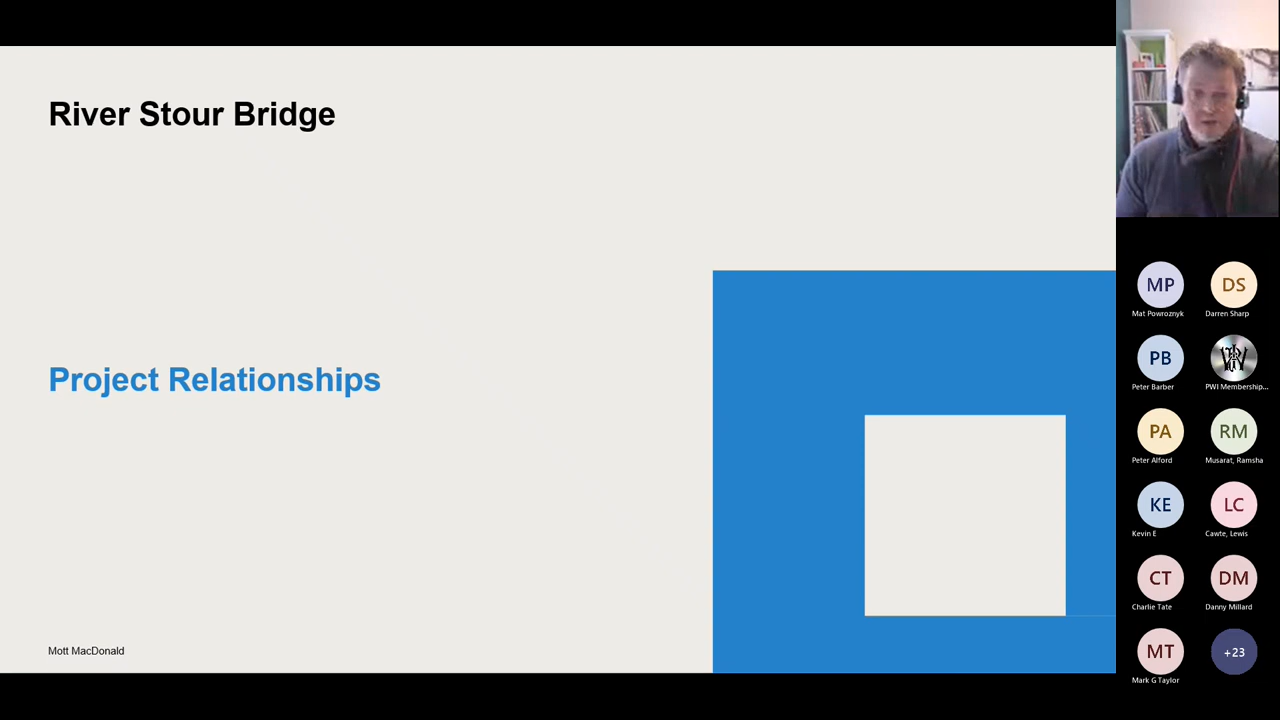 River Stour Bridge
Project Relationships
Mott MacDonald
MP
DS
Mat Powroznyk
Darren Sharp
PB
Peter Barber
PWI Membership...
PA
RM
Peter Alford
Musarat, Ramsha
KE
LC
Kevin E
Cawte, Lewis
CT
DM
Charlie Tate
Danny Millard
MT
+23
Mark G Taylor